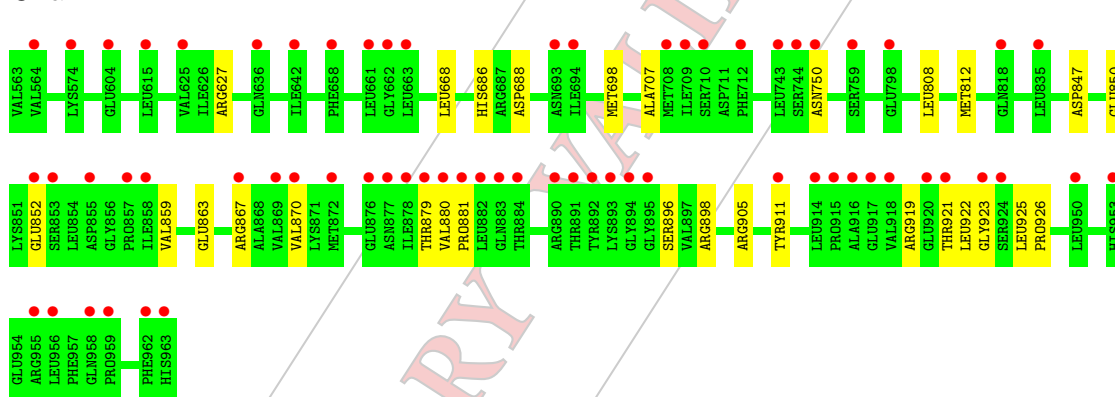 VAL563 VAL564 LYS574 GLU604 LEU615 VAL625 ILE626 ARG627 GLN636 ILE642 PHE658 LEU661 GLY662 LEU663 LEU668 HIS686 ARG687 ASP688 ASN693 ILE694 MET698 ALA707 MET708 ILE709 SER710 ASP711 PHE712 LEU743 SER744 ASN750 SER759 GLU798 LEU808 MET812 GLN818 LEU835 ASP847
LYS851 GLU852 SER853 LEU854 ASP855 GLY856 PRO857 ILE858 VAL859 GLU863 ARG867 ALA868 VAL869 VAL870 LYS871 MET872 GLU876 ASN877 ILE878 THR879 VAL880 PRO881 LEU882 GLN883 THR884 ARG890 THR891 TYR892 LYS893 GLY894 GLY895 SER896 VAL897 ARG898 ARG905 TYR911 LEU914 PRO915 ALA916 GLU917 VAL918 ARG919 GLU920 THR921 LEU922 GLY923 SER924 LEU925 PRO926 LEU950
GLU954 ARG955 LEU956 PHE957 GLN958 PRO959 PHE962 HIS963
RY VALI